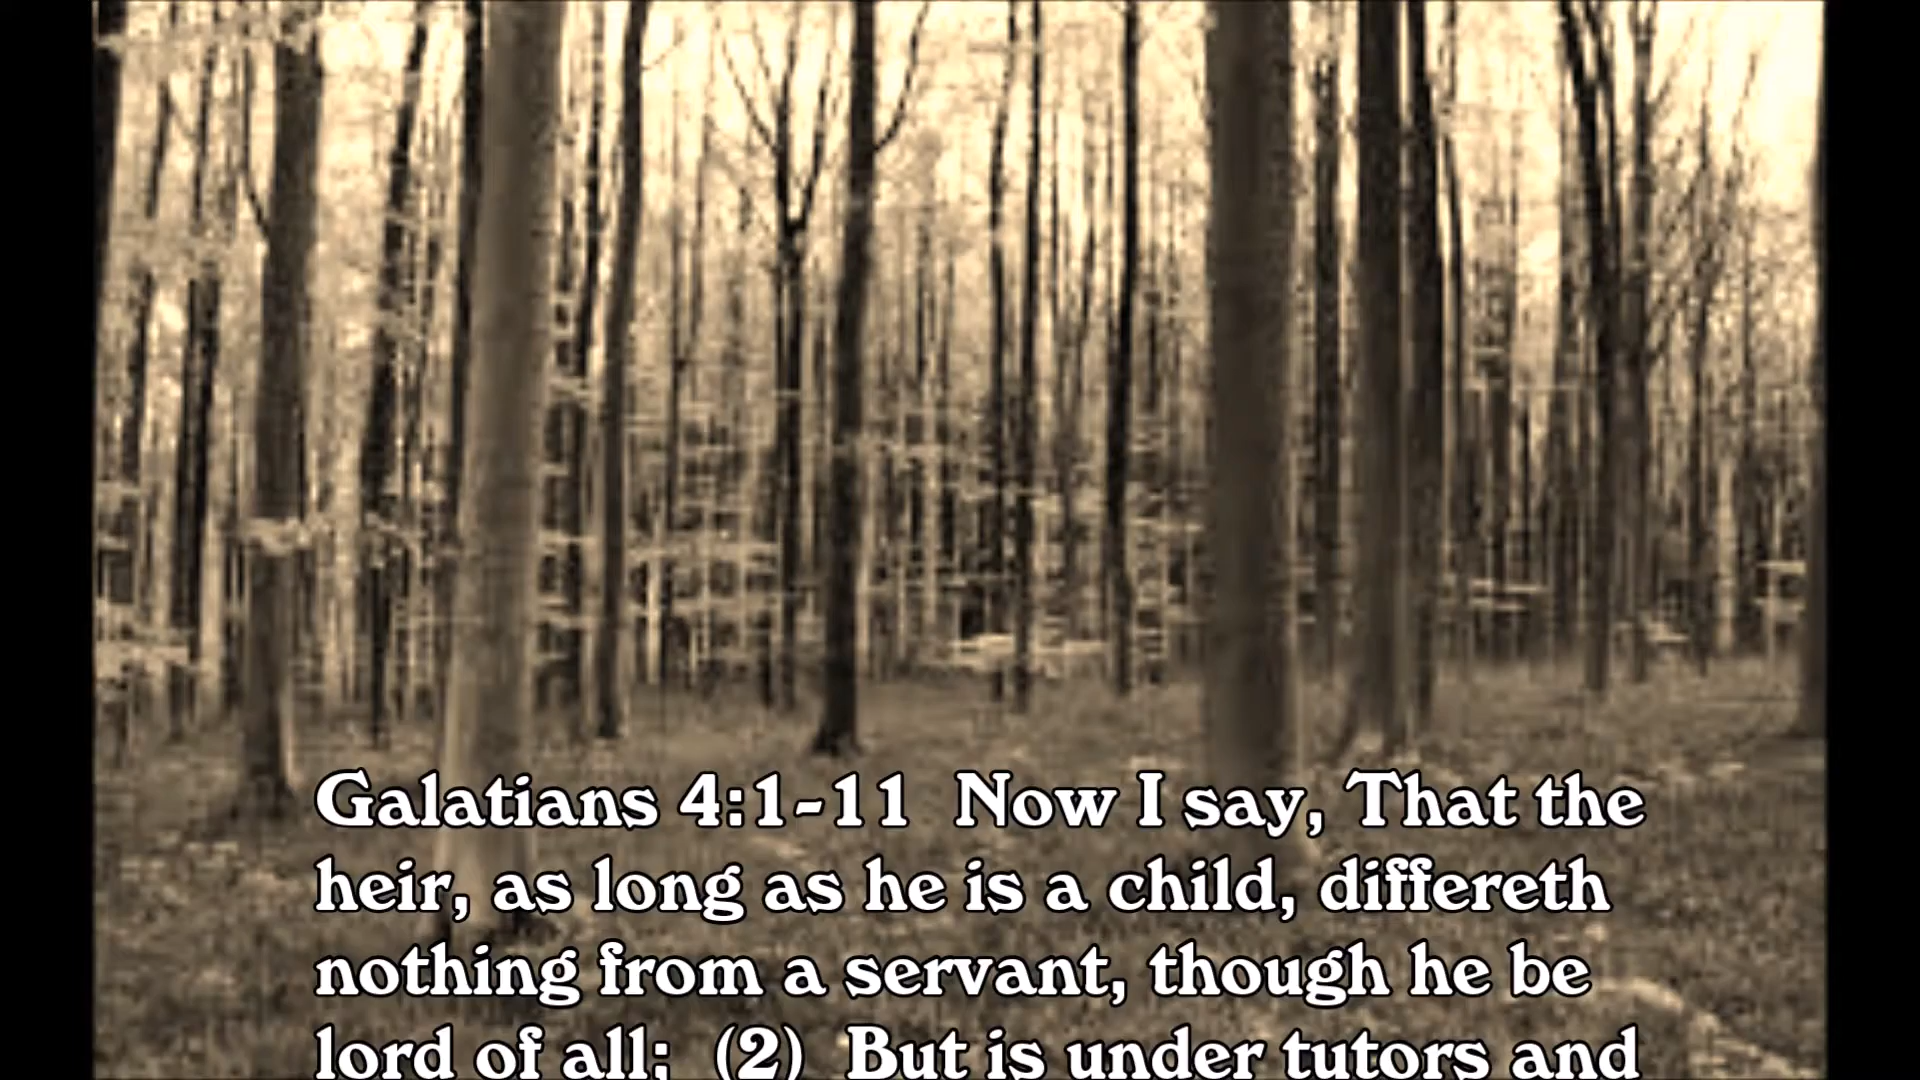 Galatians 4:1-11  Now I say, That the
heir, as long as he is a child, differeth
nothing from a servant, though he be
lord of all;  (2)  But is under tutors and